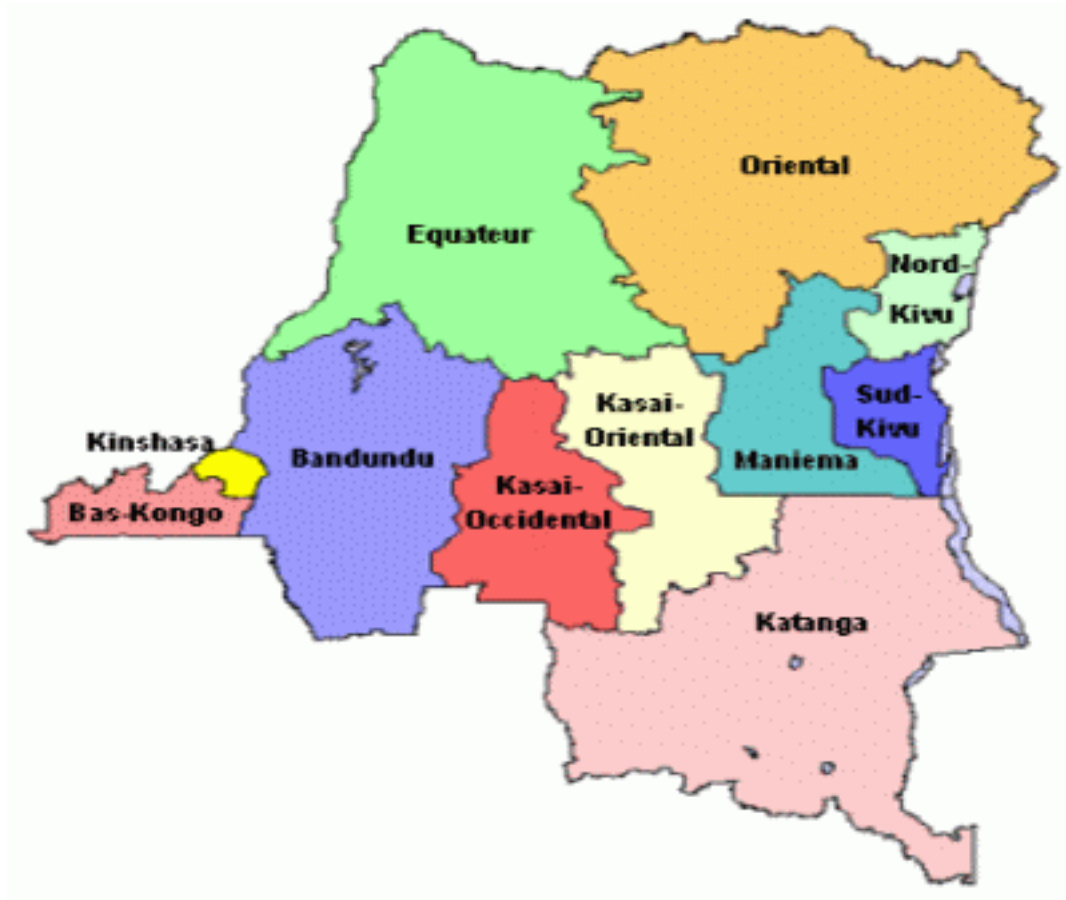 Oriental
Equateur
Nord-
Kivu
Kasai-
Oriental
Sud-
Kivu
Kinshasa
Bandundu
Maniema
Kasai-
Occidental
Bas-Kongo
Katanga